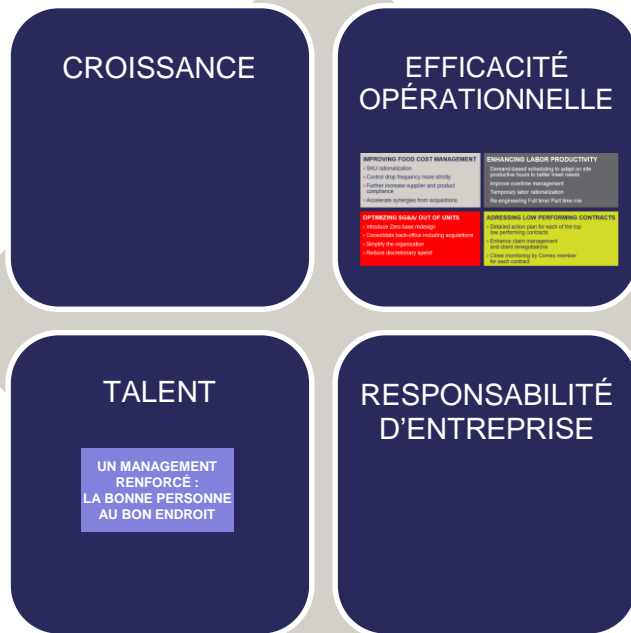 CROISSANCE
EFFICACITÉ
OPÉRATIONNELLE
IMPROVING FOOD COST MANAGEMENT
› SKU rationalization
› Control drop frequency more strictly
› Further increase supplier and product
compliance
› Accelerate synergies from acquisitions
ENHANCING LABOR PRODUCTIVITY
Demand-based scheduling to adapt on site
productive hours to better meet needs
Improve overtime management
Temporary labor rationalization
Re-engineering Full timer Part time mix
OPTIMIZING SG&A/ OUT OF UNITS
› Introduce Zero base redesign
› Consolidate back-office including acquisitions
› Simplify the organization
› Reduce discretionary spend
ADRESSING LOW PERFORMING CONTRACTS
› Detailed action plan for each of the top
low performing contracts
› Enhance claim management
and client renegotiations
› Close monitoring by Comex member
for each contract
TALENT
UN MANAGEMENT
RENFORCÉ :
LA BONNE PERSONNE
AU BON ENDROIT
RESPONSABILITÉ
D’ENTREPRISE